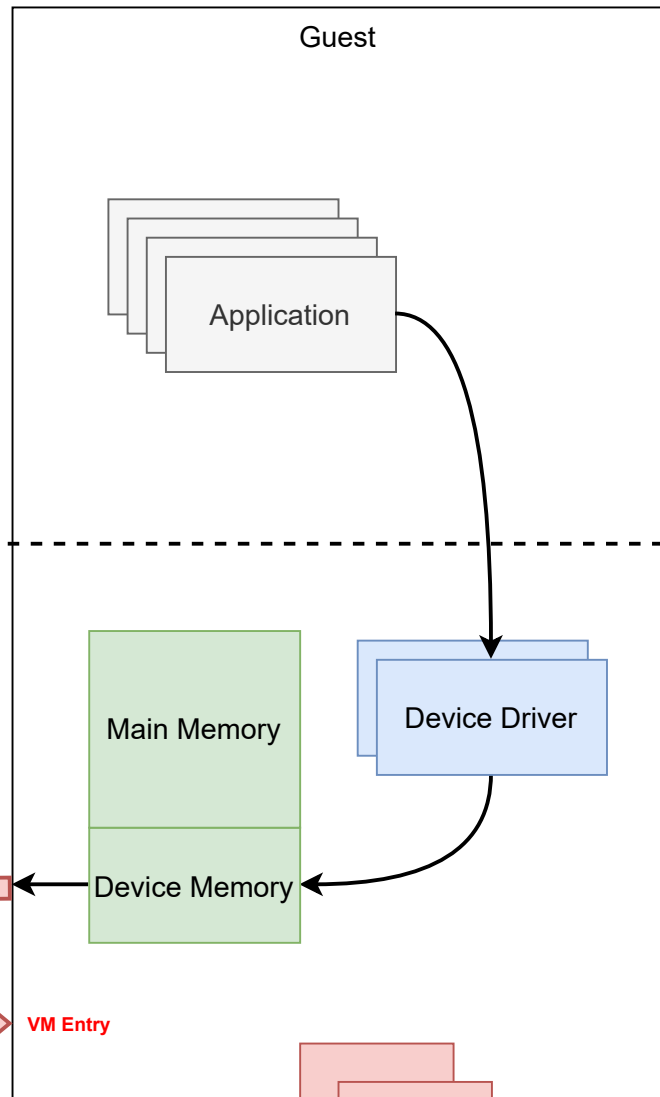 Guest
Application
Main Memory
Device Driver
Device Memory
VM Entry